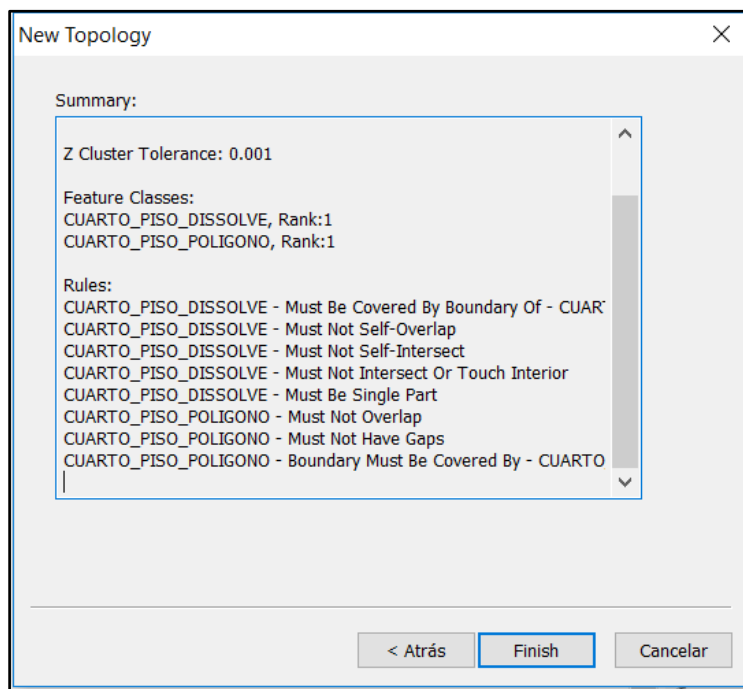 New Topology
Summary:
Z Cluster Tolerance: 0.001
Feature Classes:
CUARTO_PISO_DISSOLVE, Rank:1
CUARTO_PISO_POLIGONO, Rank:1
Rules:
CUARTO_PISO_DISSOLVE - Must Be Covered By Boundary Of - CUAR
CUARTO_PISO_DISSOLVE - Must Not Self-Overlap
CUARTO_PISO_DISSOLVE - Must Not Self-Intersect
CUARTO_PISO_DISSOLVE - Must Not Intersect Or Touch Interior
CUARTO_PISO_DISSOLVE - Must Be Single Part
CUARTO_PISO_POLIGONO - Must Not Overlap
CUARTO_PISO_POLIGONO - Must Not Have Gaps
CUARTO_PISO_POLIGONO - Boundary Must Be Covered By - CUARTO
< Atrás Finish Cancelar